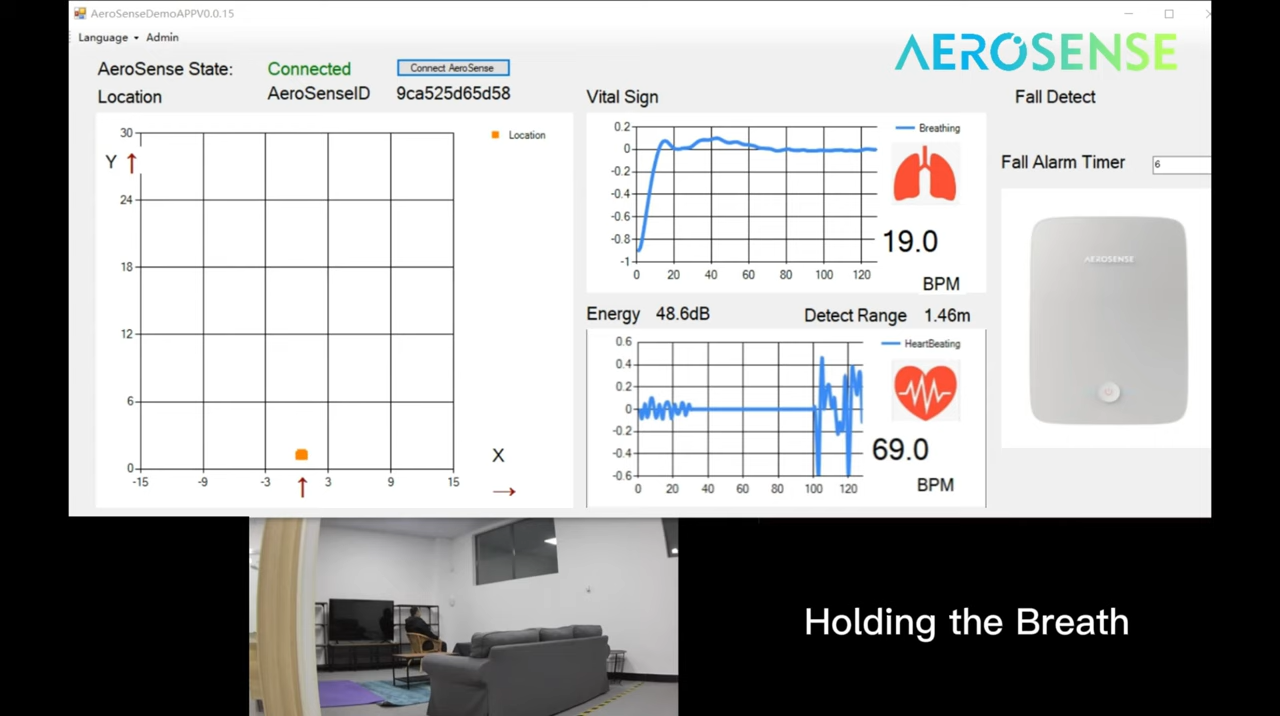 AeroSenseDemoAPPV0.0.15
Language Admin
AEROSENSE
AeroSense State: Connected Connect AeroSense
Location AeroSenseID 9ca525d65d58
Vital Sign
Fall Detect
Fall Alarm Timer 6
Location
Y
30
24
18
12
6
0
-15 -9 -3 3 9 15
X
Breathing
0.2
0
-0.2
-0.4
-0.6
-0.8
-1
0 20 40 60 80 100 120
19.0
BPM
Energy 48.6dB Detect Range 1.46m
HeartBeating
0.6
0.4
0.2
0
-0.2
-0.4
-0.6
0 20 40 60 80 100 120
69.0
BPM
AEROSENSE
Holding the Breath